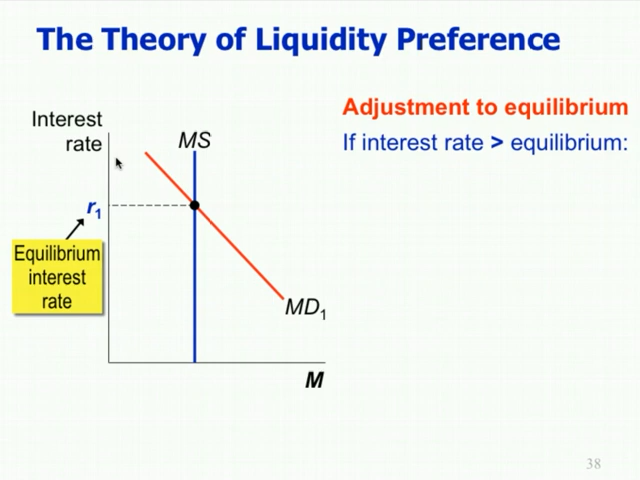 The Theory of Liquidity Preference
Adjustment to equilibrium
If interest rate > equilibrium:
Interest
rate
MS
r1
Equilibrium
interest
rate
MD1
M
38